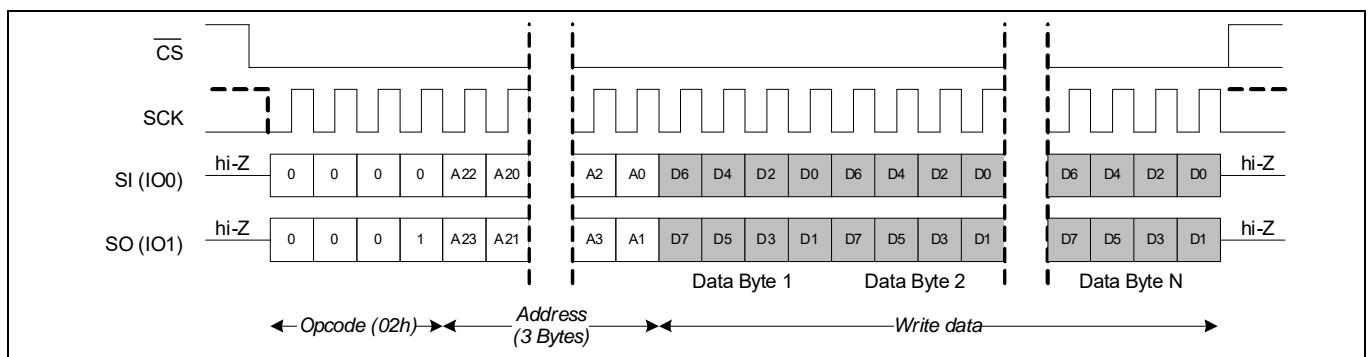 CS
SCK
SI (IO0) hi-Z 0 0 0 0 A22 A20 A2 A0 D6 D4 D2 D0 D6 D4 D2 D0 D6 D4 D2 D0 hi-Z
SO (IO1) hi-Z 0 0 0 1 A23 A21 A3 A1 D7 D5 D3 D1 D7 D5 D3 D1 D7 D5 D3 D1 hi-Z
Data Byte 1 Data Byte 2 Data Byte N
Opcode (02h) Address Write data
(3 Bytes)